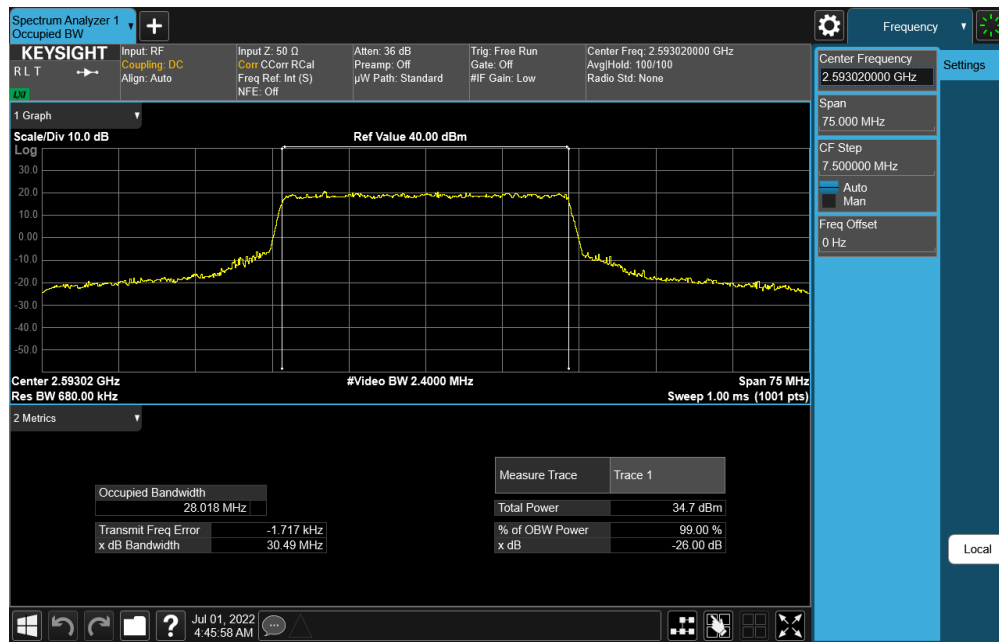 Spectrum Analyzer 1
Occupied BW
+
Frequency
KEYSIGHT
R L T
LXI
Input: RF
Coupling: DC
Align: Auto
Input Z: 50 Ω
Corr CCorr RCal
Freq Ref: Int (S)
NFE: Off
Atten: 36 dB
Preamp: Off
µW Path: Standard
Trig: Free Run
Gate: Off
#IF Gain: Low
Center Freq: 2.593020000 GHz
Avg|Hold: 100/100
Radio Std: None
Center Frequency
2.593020000 GHz
Settings
Span
75.000 MHz
CF Step
7.500000 MHz
Auto
Man
Freq Offset
0 Hz
Local
1 Graph
Scale/Div 10.0 dB
Ref Value 40.00 dBm
Log
30.0
20.0
10.0
0.00
-10.0
-20.0
-30.0
-40.0
-50.0
Center 2.59302 GHz
#Video BW 2.4000 MHz
Span 75 MHz
Res BW 680.00 kHz
Sweep 1.00 ms (1001 pts)
2 Metrics
Measure Trace Trace 1
Occupied Bandwidth
28.018 MHz
Total Power 34.7 dBm
Transmit Freq Error -1.717 kHz
% of OBW Power 99.00 %
x dB Bandwidth 30.49 MHz
x dB -26.00 dB
?
Jul 01, 2022
4:45:58 AM